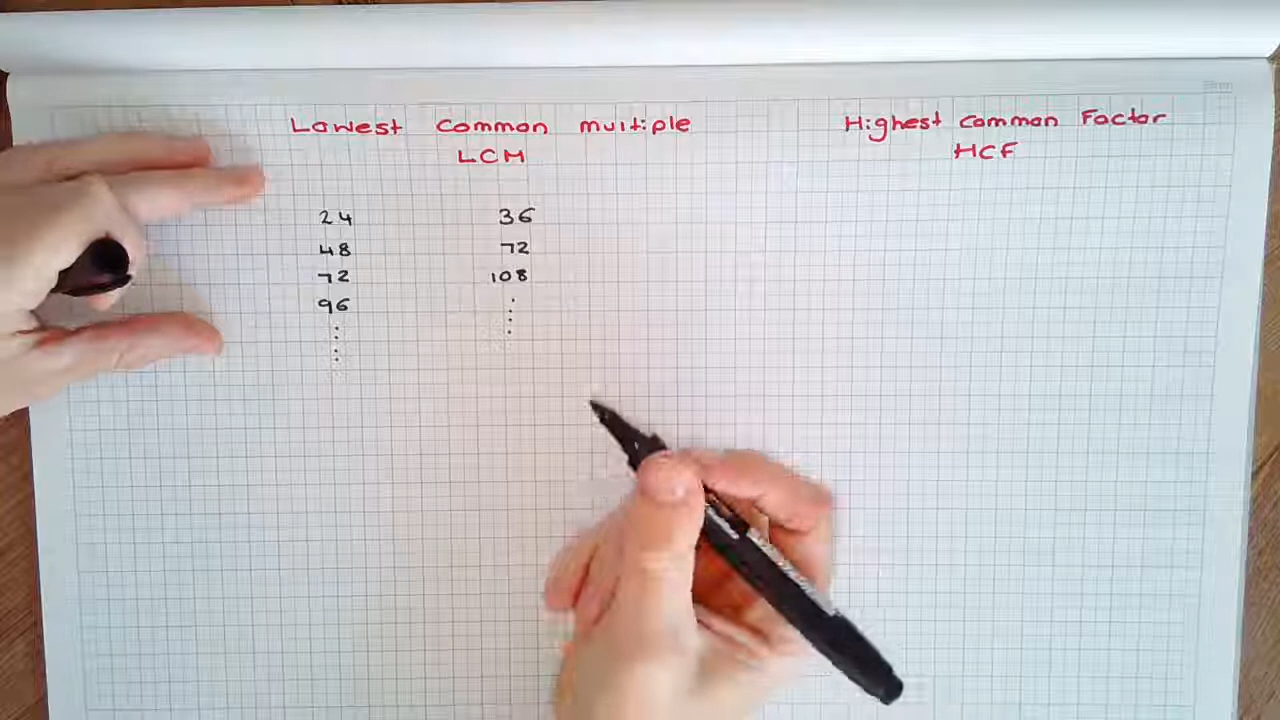 Lowest common multiple
LCM
Highest common Factor
HCF
24 36
48 72
72 108
96